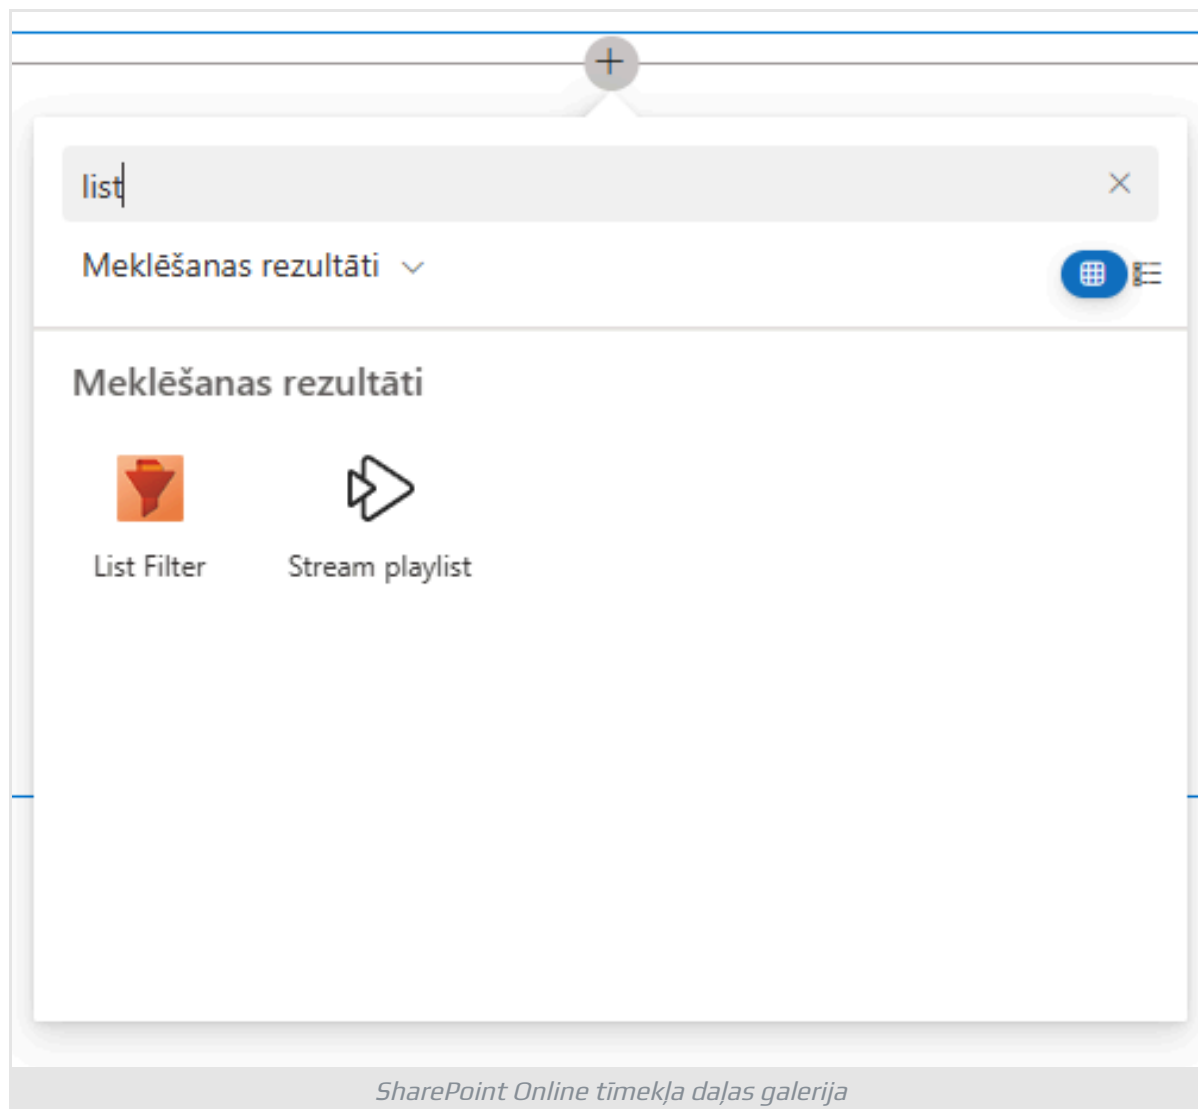 list
Meklēšanas rezultāti
Meklēšanas rezultāti
List Filter
Stream playlist
SharePoint Online tīmekļa daļas galerija